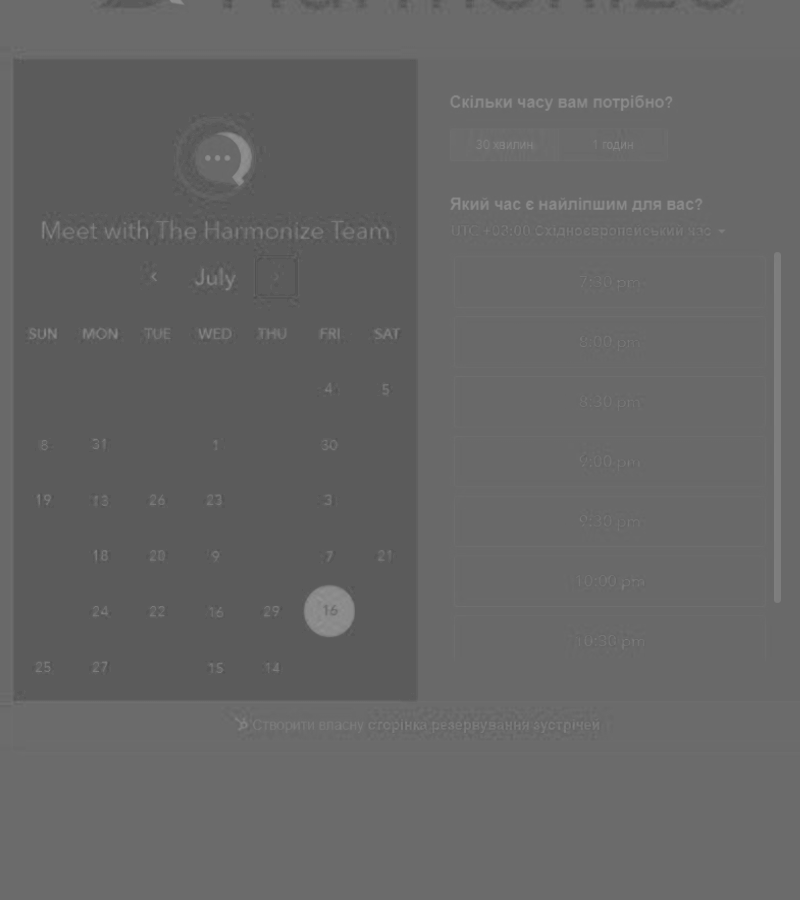 Harmonize
Meet with The Harmonize Team
July
SUN MON TUE WED THU FRI SAT
4 5
8 31 1 30
19 13 26 23 3
18 28 9 7 21
24 22 16 29 16
25 27 15 14
Скільки часу вам потрібно?
30 хвилин 1 годин
Який час є найліпшим для вас?
UTC +03:00 Східноєвропейський час
7:30 pm
8:00 pm
8:30 pm
9:00 pm
9:30 pm
10:00 pm
10:30 pm
Створити власну сторінка резервування зустрічей